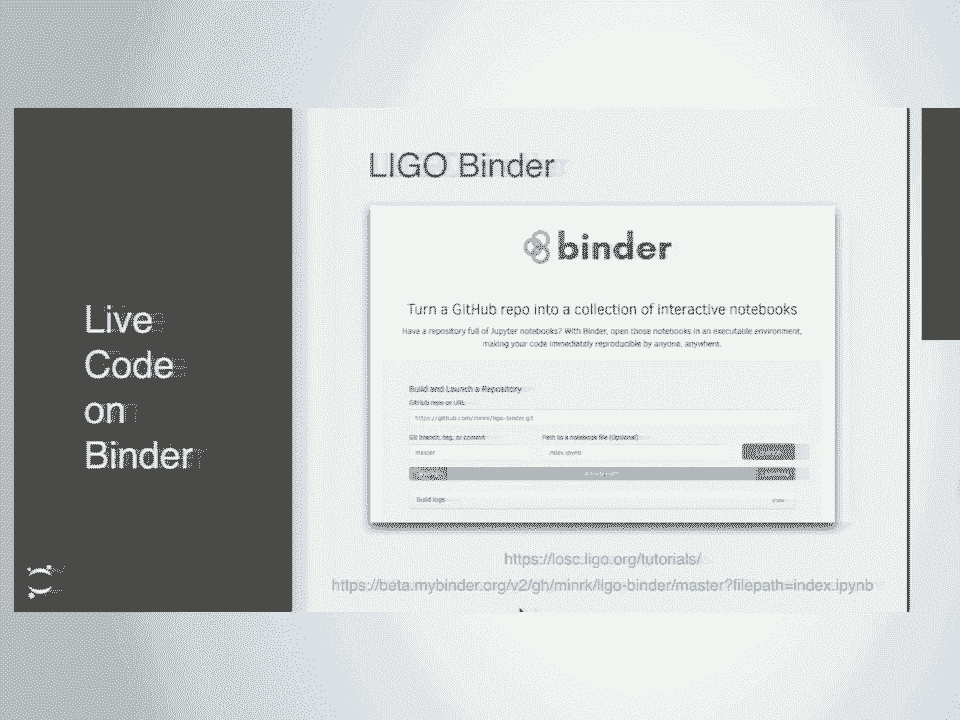 Live
Code
on
Binder
LIGO Binder
binder
Turn a GitHub repo into a collection of interactive notebooks
Have a repository full of Jupyter notebooks? With Binder, open those notebooks in an executable environment,
making your code immediately reproducible by anyone, anywhere.
Build and Launch a Repository
GitHub repo or URL
https://github.com/minrk/ligo-binder.git
Git branch, tag, or commit
Path to a notebook file (Optional)
master
index.ipynb
Build logs
show
https://losc.ligo.org/tutorials/
https://beta.mybinder.org/v2/gh/minrk/ligo-binder/master?filepath=index.ipynb